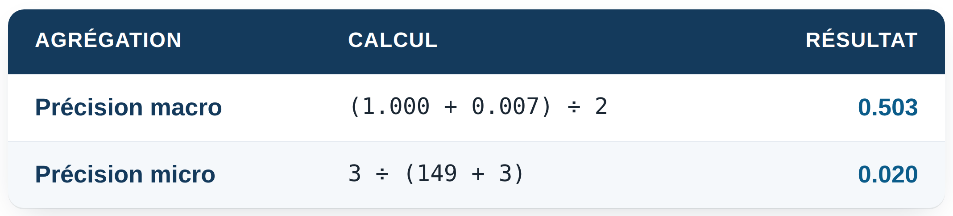 AGRÉGATION CALCUL RÉSULTAT
Précision macro (1.000 + 0.007) ÷ 2 0.503
Précision micro 3 ÷ (149 + 3) 0.020